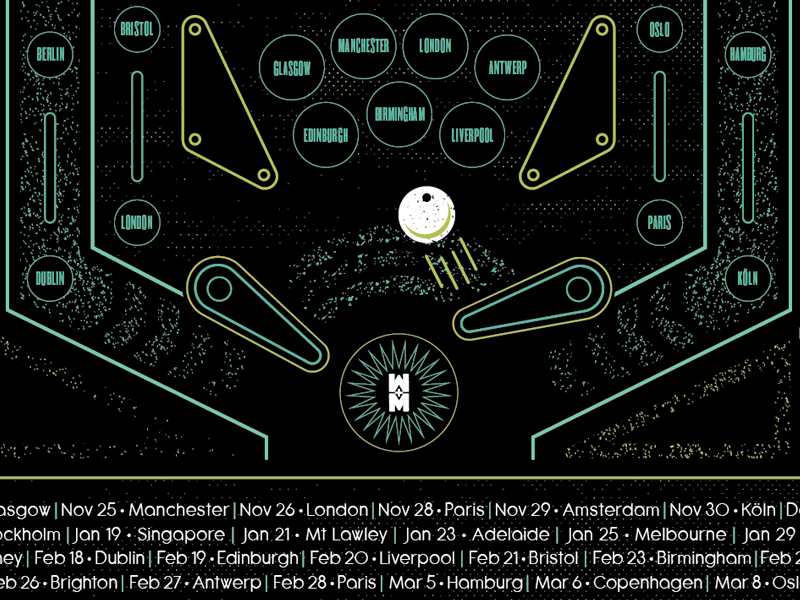 BRISTOL
OSLO
BERLIN
MANCHESTER
LONDON
HAMBURG
GLASGOW
ANTWERP
BIRMINGHAM
EDINBURGH
LIVERPOOL
LONDON
PARIS
DUBLIN
KÖLN
W
M
asgow | Nov 25 • Manchester | Nov 26 • London | Nov 28 • Paris | Nov 29 • Amsterdam | Nov 30 • Köln | De
ockholm | Jan 19 • Singapore | Jan 21 • Mt Lawley | Jan 23 • Adelaide | Jan 25 • Melbourne | Jan 29
ney | Feb 18 • Dublin | Feb 19 • Edinburgh | Feb 20 • Liverpool | Feb 21 • Bristol | Feb 23 • Birmingham | Feb 2
eb 26 • Brighton | Feb 27 • Antwerp | Feb 28 • Paris | Mar 5 • Hamburg | Mar 6 • Copenhagen | Mar 8 • Osl